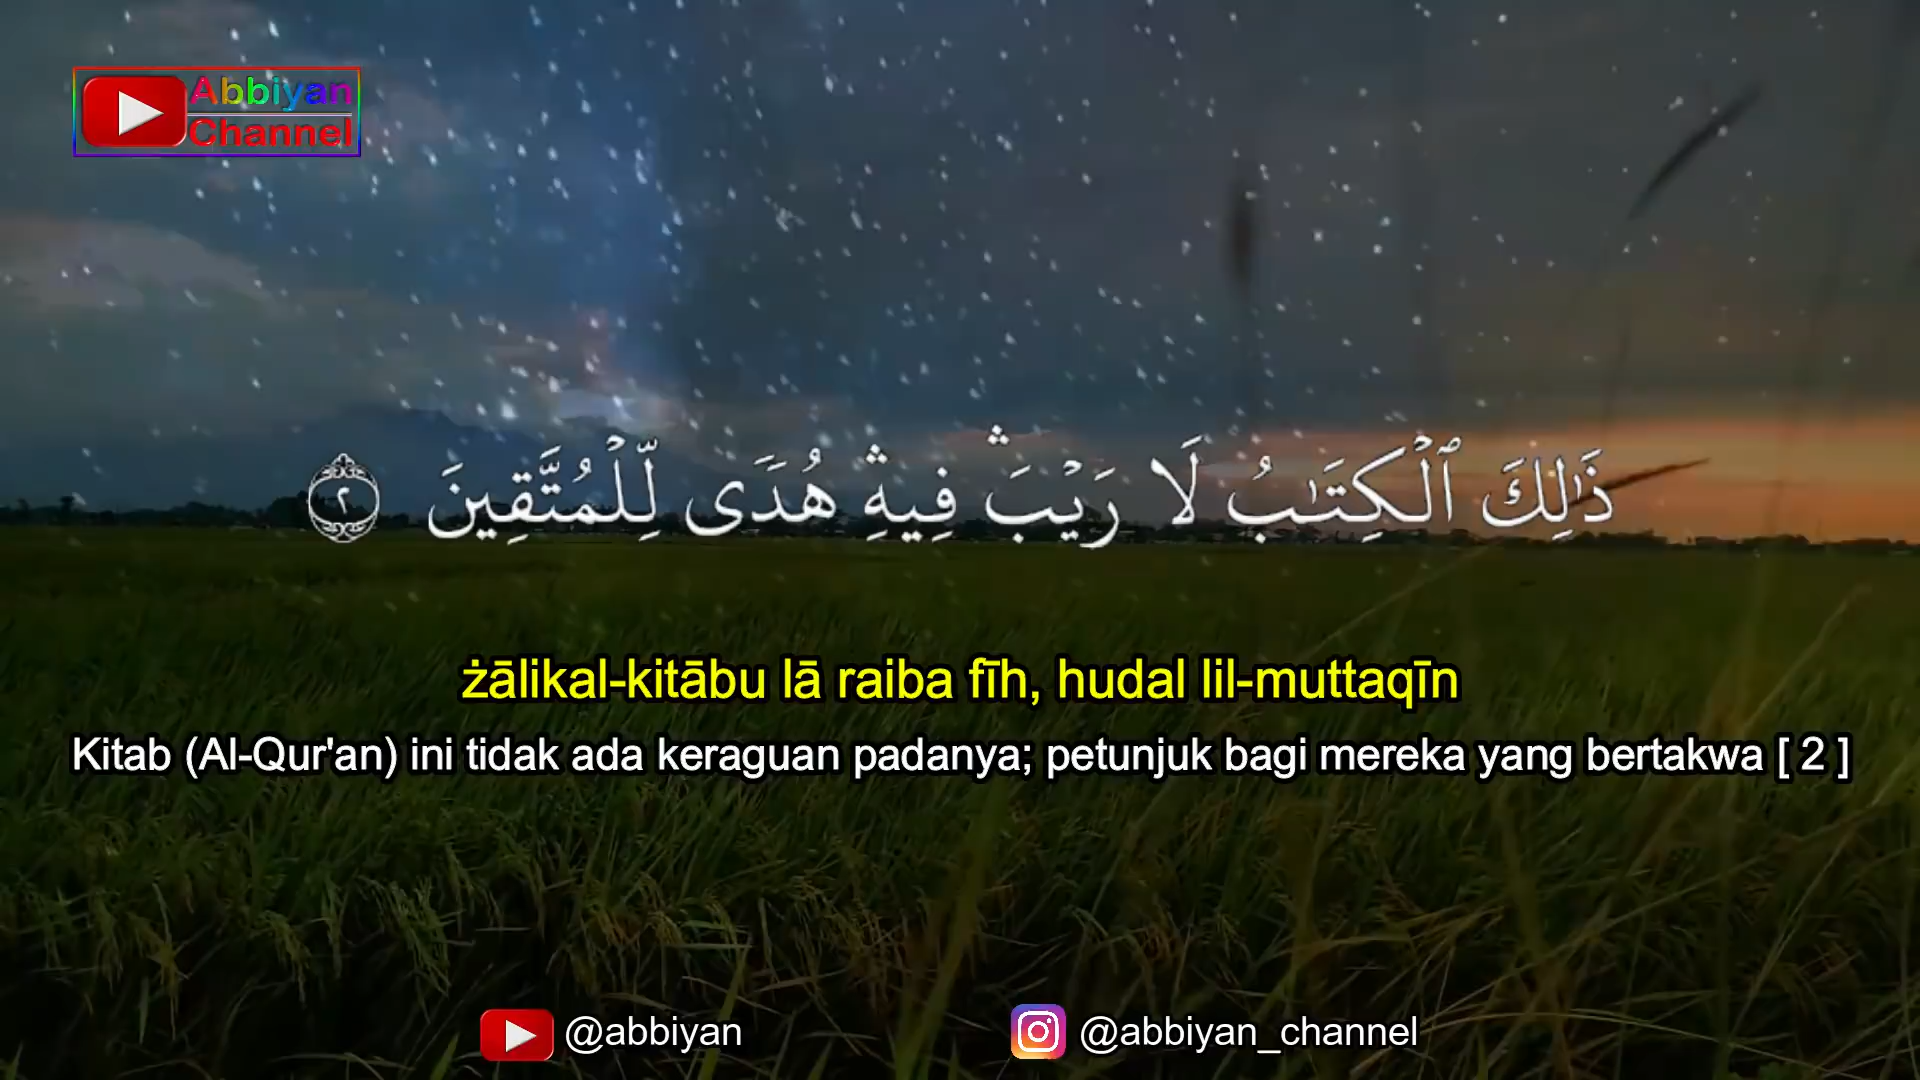 Abbiyan
Channel
ذَٰلِكَ ٱلْكِتَـٰبُ لَا رَيْبَ ۛ فِيهِ ۛ هُدًى لِّلْمُتَّقِينَ ٢
żālikal-kitābu lā raiba fīh, hudal lil-muttaqīn
Kitab (Al-Qur'an) ini tidak ada keraguan padanya; petunjuk bagi mereka yang bertakwa [ 2 ]
@abbiyan
@abbiyan_channel